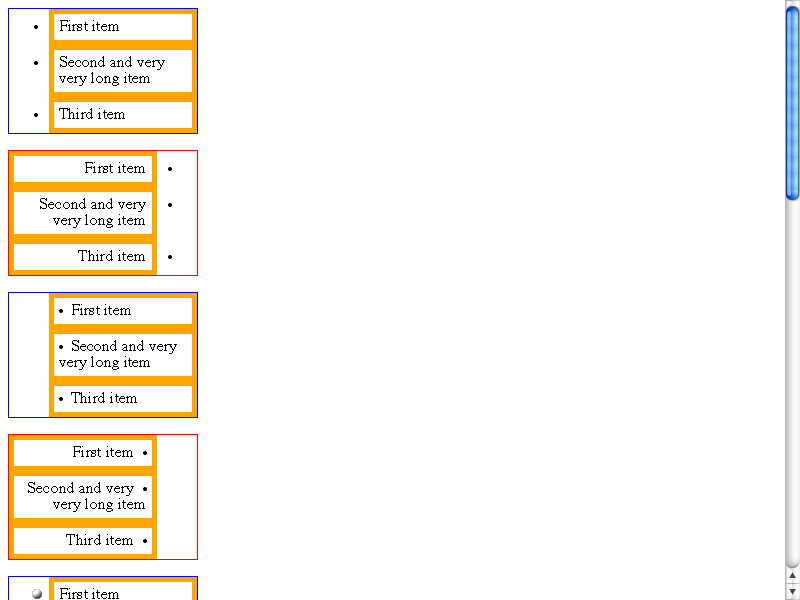 • First item
• Second and very
very long item
• Third item
First item •
Second and very •
very long item
Third item •
• First item
• Second and very
very long item
• Third item
First item •
Second and very •
very long item
Third item •
First item